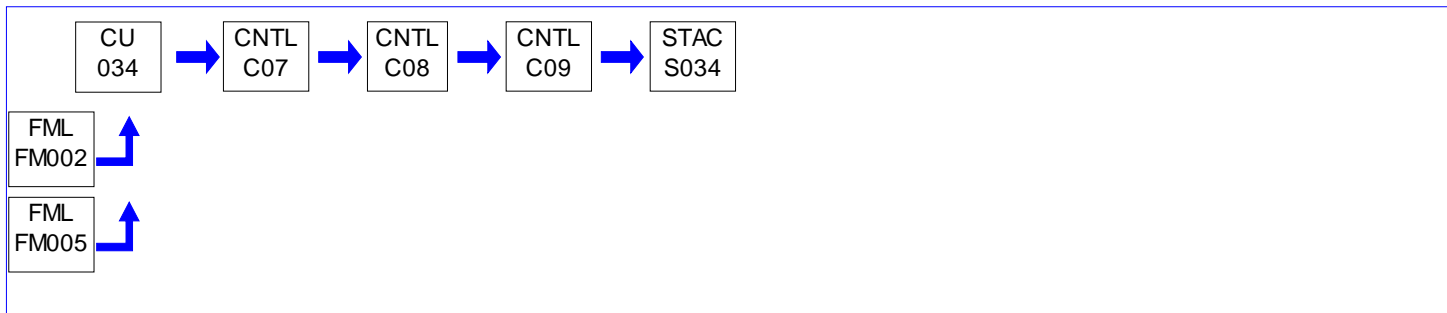 CU
034
CNTL
C07
CNTL
C08
CNTL
C09
STAC
S034
FML
FM002
FML
FM005